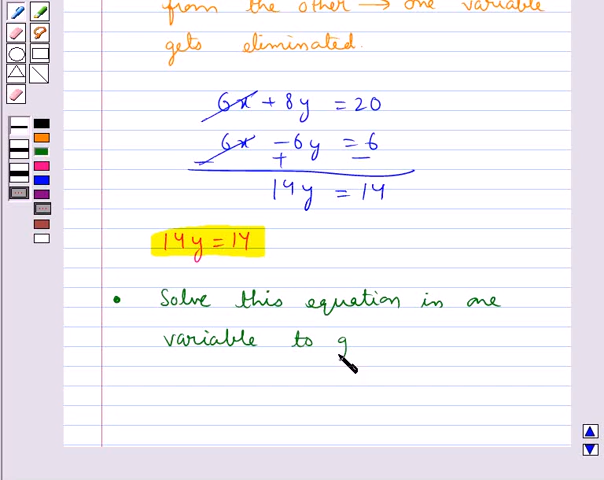 from the other → one variable
gets eliminated.
6x + 8y = 20
6x - 6y = 6
- + -
14y = 14
14y = 14
• Solve this equation in one
variable to g